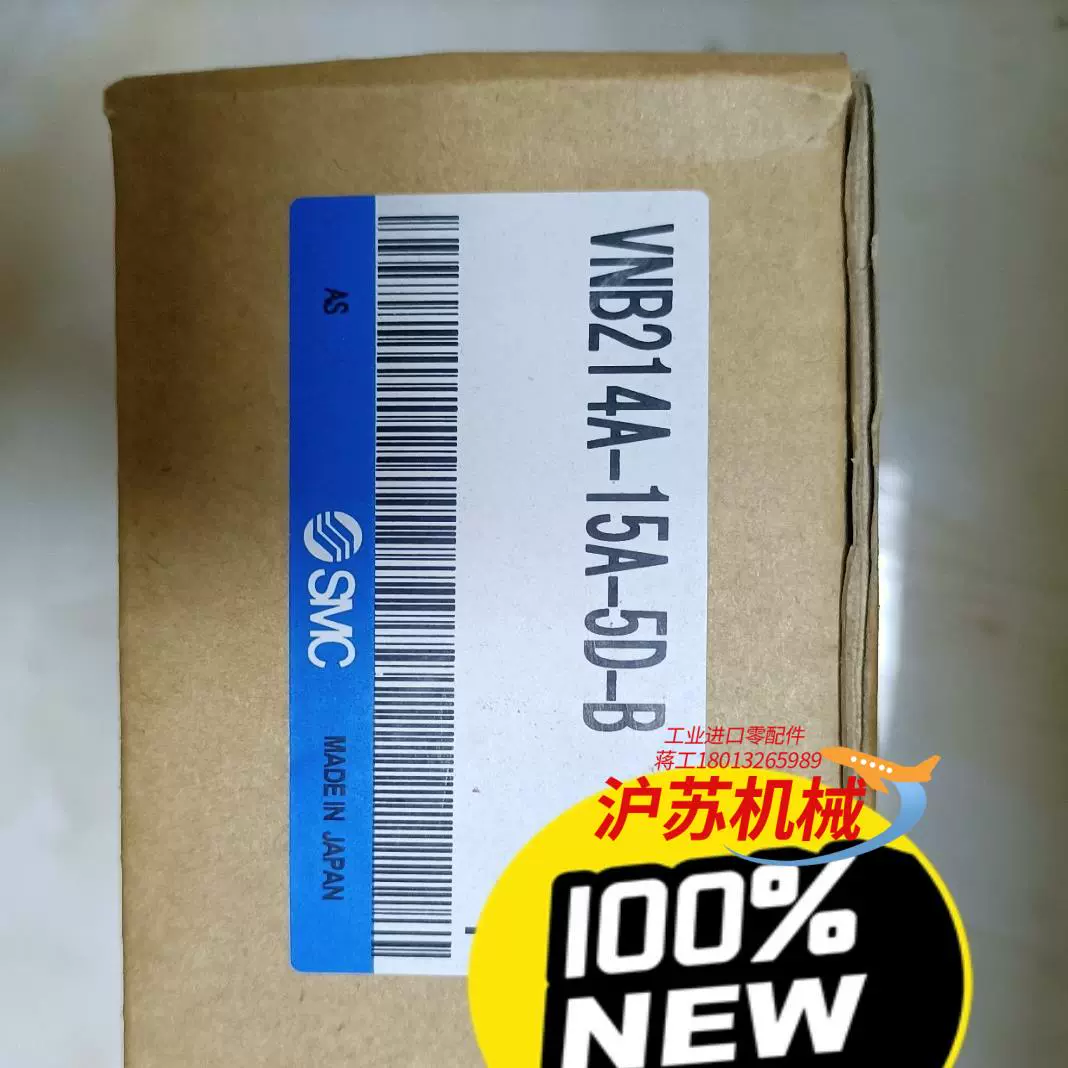 VNB214A-15A-5D-B
AS
SMC
MADE IN JAPAN
工业进口零配件
蒋工18013265989
沪苏机械
100%
NEW